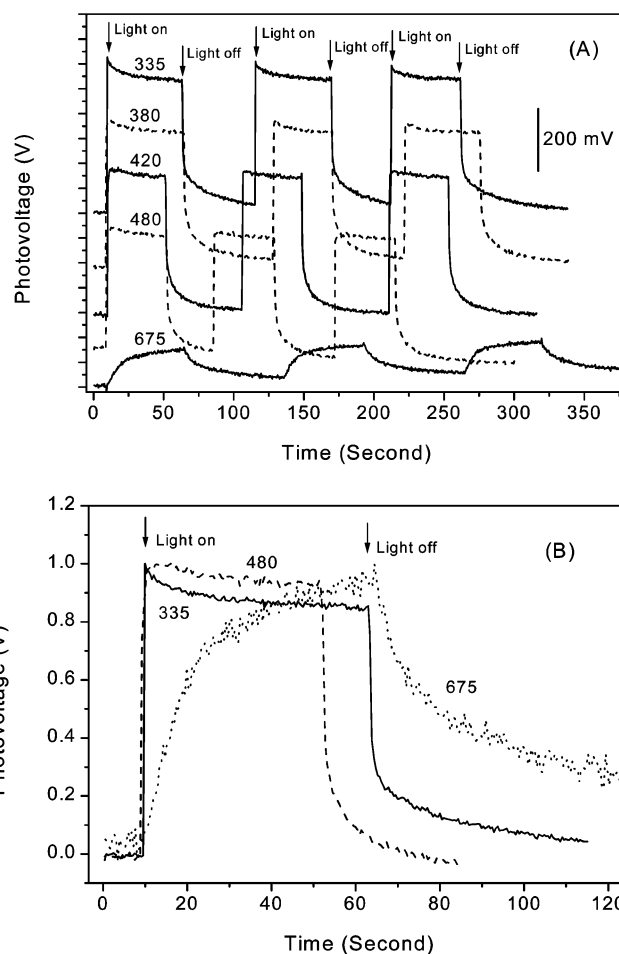 Light on
Light off
Light on
Light off
Light on
Light off
(A)
335
380
200 mV
420
480
675
Photovoltage (V)
0 50 100 150 200 250 300 350
Time (Second)
1.2
Light on
Light off
(B)
480
1.0
335
0.8
675
0.6
0.4
0.2
0.0
Photovoltage (V)
0 20 40 60 80 100 120
Time (Second)